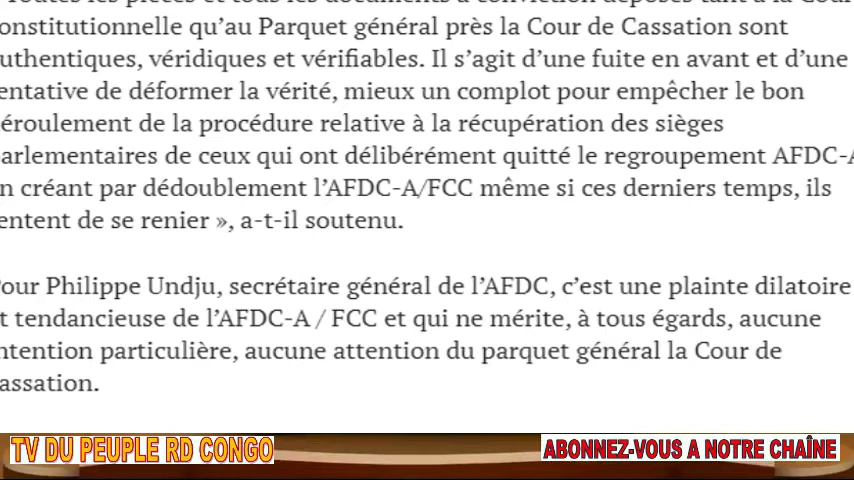 Toutes les pièces et tous les documents à conviction déposés tant à la Cour
onstitutionnelle qu'au Parquet général près la Cour de Cassation sont
uthentiques, véridiques et vérifiables. Il s'agit d'une fuite en avant et d'une
entative de déformer la vérité, mieux un complot pour empêcher le bon
éroulement de la procédure relative à la récupération des sièges
arlementaires de ceux qui ont délibérément quitté le regroupement AFDC-A
n créant par dédoublement l'AFDC-A/FCC même si ces derniers temps, ils
entent de se renier », a-t-il soutenu.
our Philippe Undju, secrétaire général de l'AFDC, c'est une plainte dilatoire
t tendancieuse de l'AFDC-A / FCC et qui ne mérite, à tous égards, aucune
ntention particulière, aucune attention du parquet général la Cour de
assation.
TV DU PEUPLE RD CONGO
ABONNEZ-VOUS A NOTRE CHAÎNE